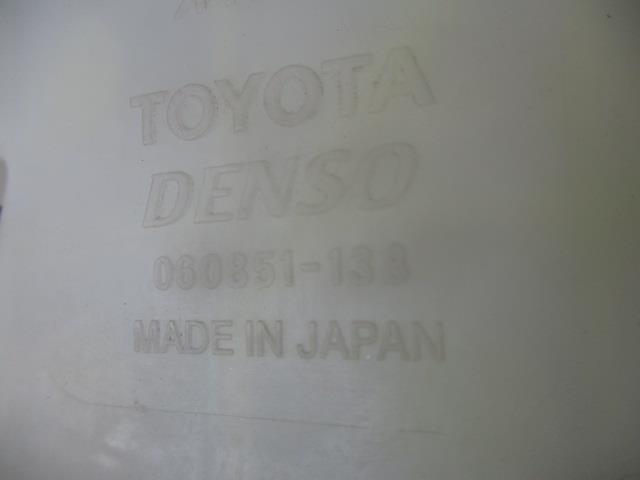 TOYOTA
DENSO
060851-138
MADE IN JAPAN